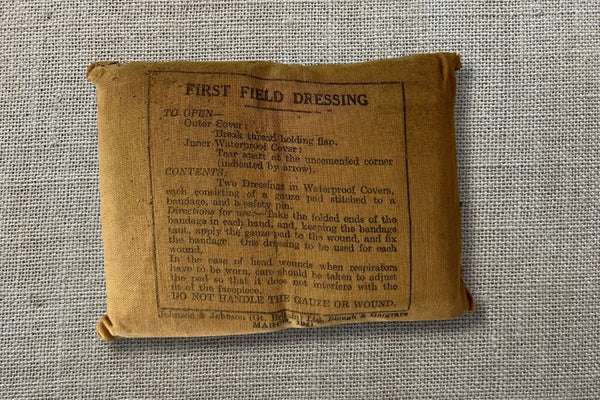 FIRST FIELD DRESSING
TO OPEN—
Outer Cover:
Break thread holding flap.
Inner Waterproof Cover:
Tear apart at the uncemented corner
(indicated by arrow).
CONTENTS:
Two Dressings in Waterproof Covers,
each consisting of a gauze pad stitched to a
bandage, and a safety pin.
Directions for use:—Take the folded ends of the
bandage in each hand, and, keeping the bandage
taut, apply the gauze pad to the wound, and fix
the bandage. One dressing to be used for each
wound.
In the case of head wounds when respirators
have to be worn, care should be taken to adjust
the pad so that it does not interfere with the
fit of the facepiece.
DO NOT HANDLE THE GAUZE OR WOUND.
Johnson & Johnson (Gt. Britain) Ltd. Slough & Gargrave
MARCH